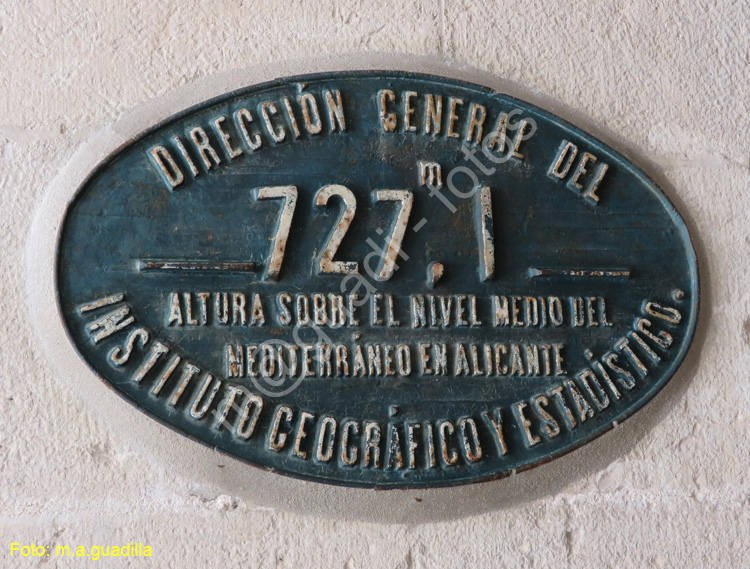 DIRECCIÓN GENERAL DEL
727,1
m
ALTURA SOBRE EL NIVEL MEDIO DEL
MEDITERRÁNEO EN ALICANTE
INSTITUTO GEOGRÁFICO Y ESTADÍSTICO.
Foto: m.a.guadilla